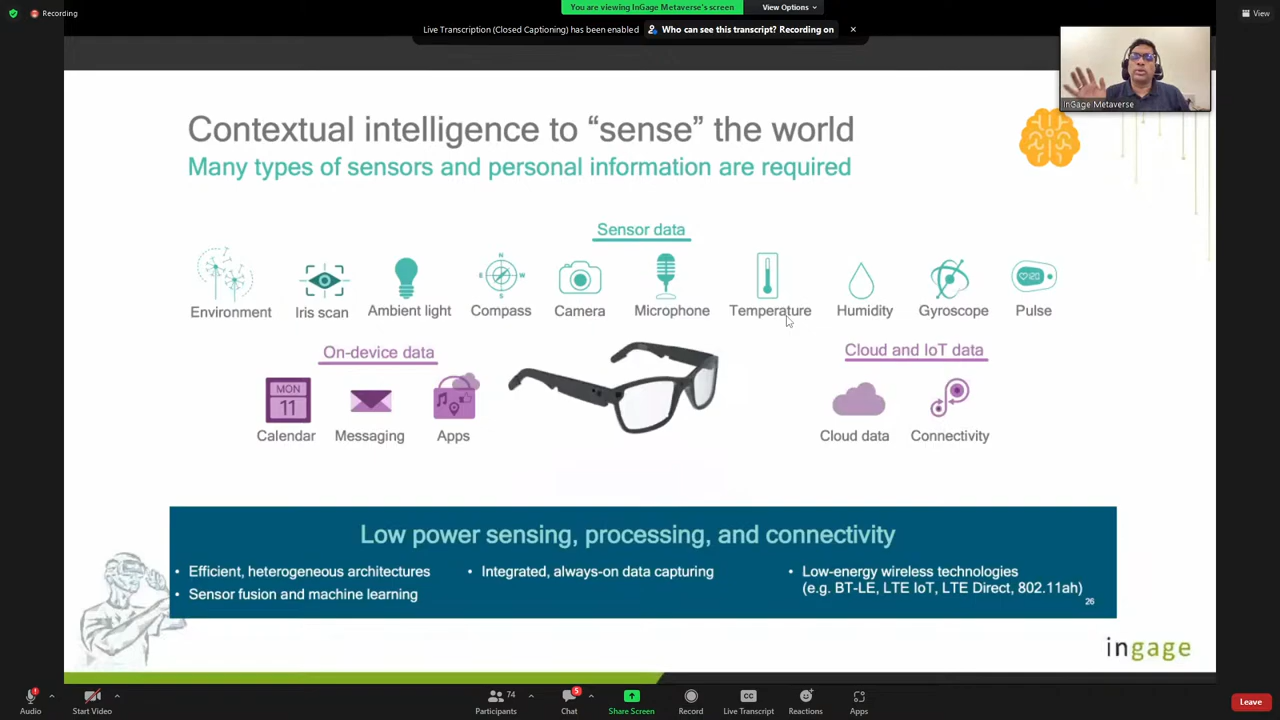 Recording
You are viewing InGage Metaverse's screen
View Options
View
Live Transcription (Closed Captioning) has been enabled
Who can see this transcript? Recording on
InGage Metaverse
Contextual intelligence to “sense” the world
Many types of sensors and personal information are required
Sensor data
N
E W
S
Environment
Iris scan
Ambient light
Compass
Camera
Microphone
Temperature
Humidity
Gyroscope
Pulse
On-device data
MON
11
Calendar
Messaging
Apps
Cloud and IoT data
Cloud data
Connectivity
Low power sensing, processing, and connectivity
• Efficient, heterogeneous architectures
• Sensor fusion and machine learning
• Integrated, always-on data capturing
• Low-energy wireless technologies
(e.g. BT-LE, LTE IoT, LTE Direct, 802.11ah)
26
ingage
Audio
Start Video
74
Participants
5
Chat
Share Screen
Record
CC
Live Transcript
Reactions
Apps
Leave